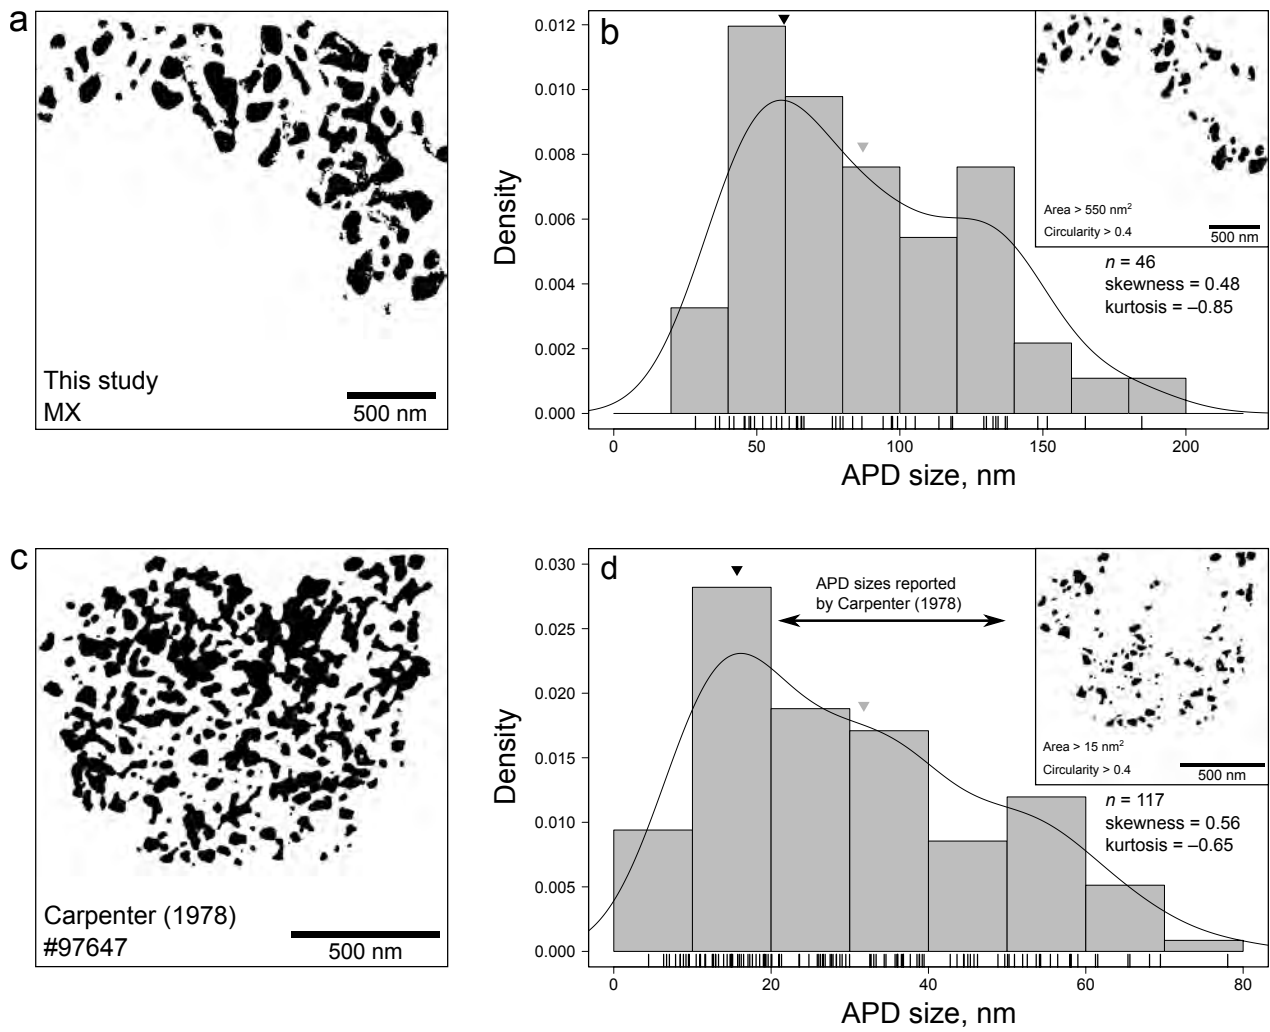 a
This study
MX
500 nm
b
0.012
0.010
0.008
0.006
0.004
0.002
0.000
Density
0
50
100
150
200
APD size, nm
Area > 550 nm²
Circularity > 0.4
500 nm
n = 46
skewness = 0.48
kurtosis = –0.85
c
Carpenter (1978)
#97647
500 nm
d
0.030
0.025
0.020
0.015
0.010
0.005
0.000
Density
0
20
40
60
80
APD size, nm
APD sizes reported
by Carpenter (1978)
Area > 15 nm²
Circularity > 0.4
500 nm
n = 117
skewness = 0.56
kurtosis = –0.65